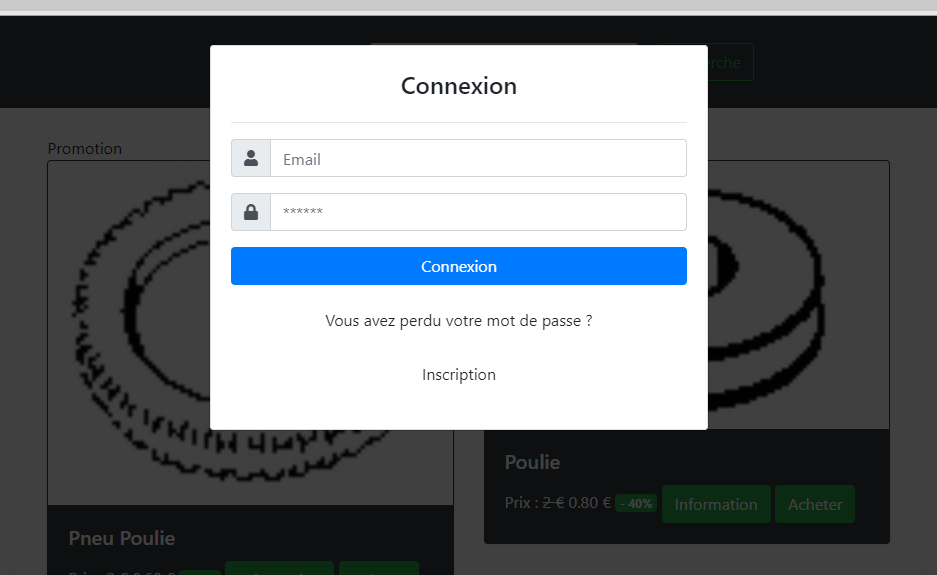 Connexion
Email
******
Connexion
Vous avez perdu votre mot de passe ?
Inscription
Promotion
Poulie
Prix : 2 € 0.80 € - 40% Information Acheter
Pneu Poulie